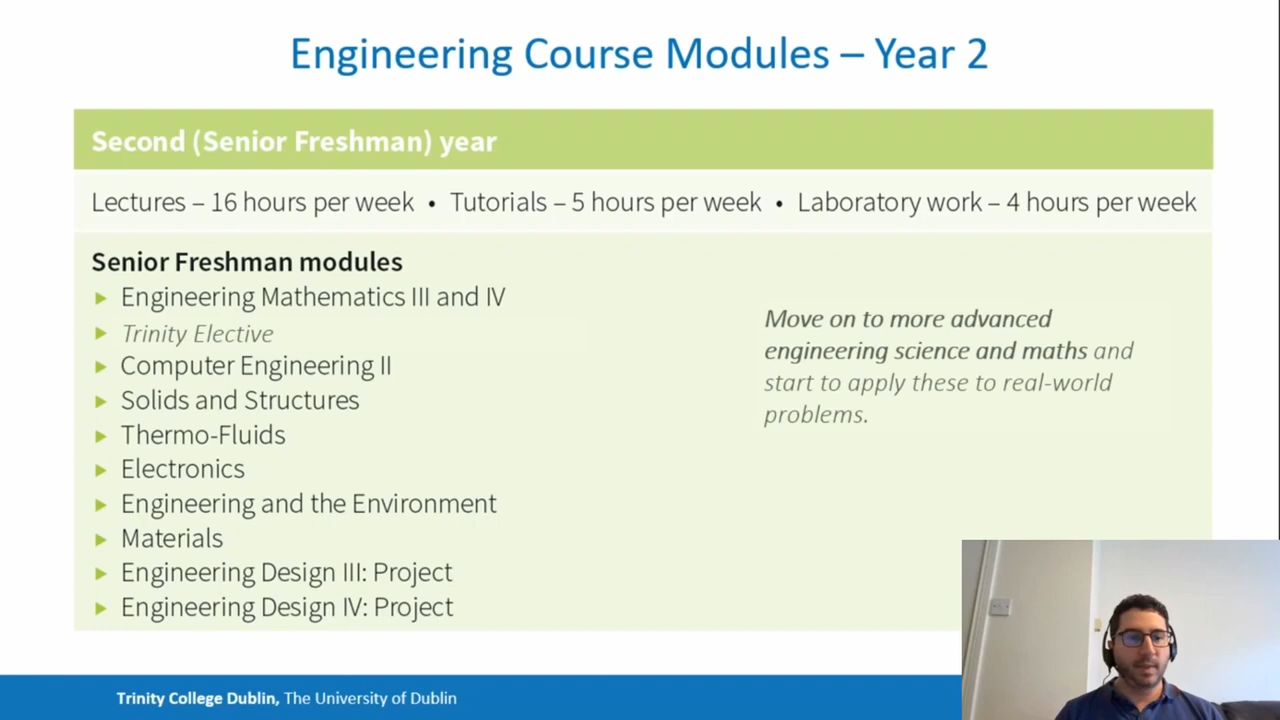 Engineering Course Modules – Year 2
Second (Senior Freshman) year
Lectures – 16 hours per week • Tutorials – 5 hours per week • Laboratory work – 4 hours per week
Senior Freshman modules
Engineering Mathematics III and IV
Trinity Elective
Computer Engineering II
Solids and Structures
Thermo-Fluids
Electronics
Engineering and the Environment
Materials
Engineering Design III: Project
Engineering Design IV: Project
Move on to more advanced
engineering science and maths and
start to apply these to real-world
problems.
Trinity College Dublin, The University of Dublin